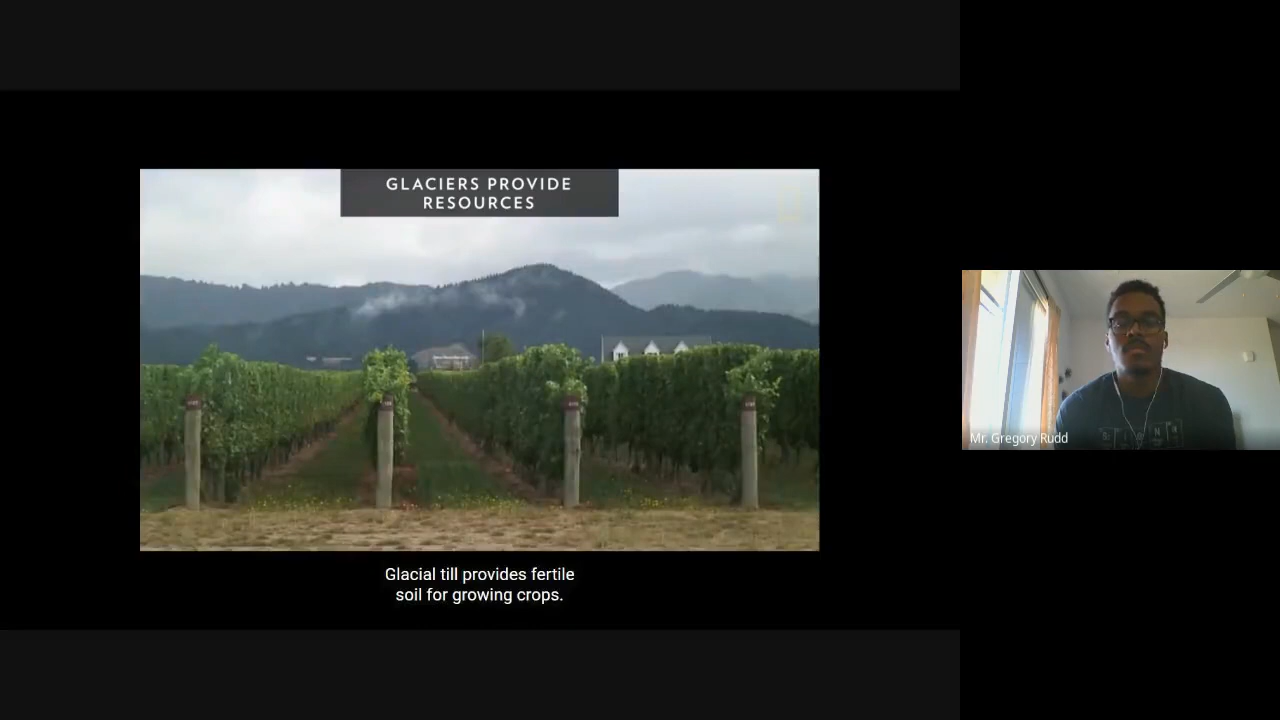 GLACIERS PROVIDE
RESOURCES
Glacial till provides fertile
soil for growing crops.
Mr. Gregory Rudd